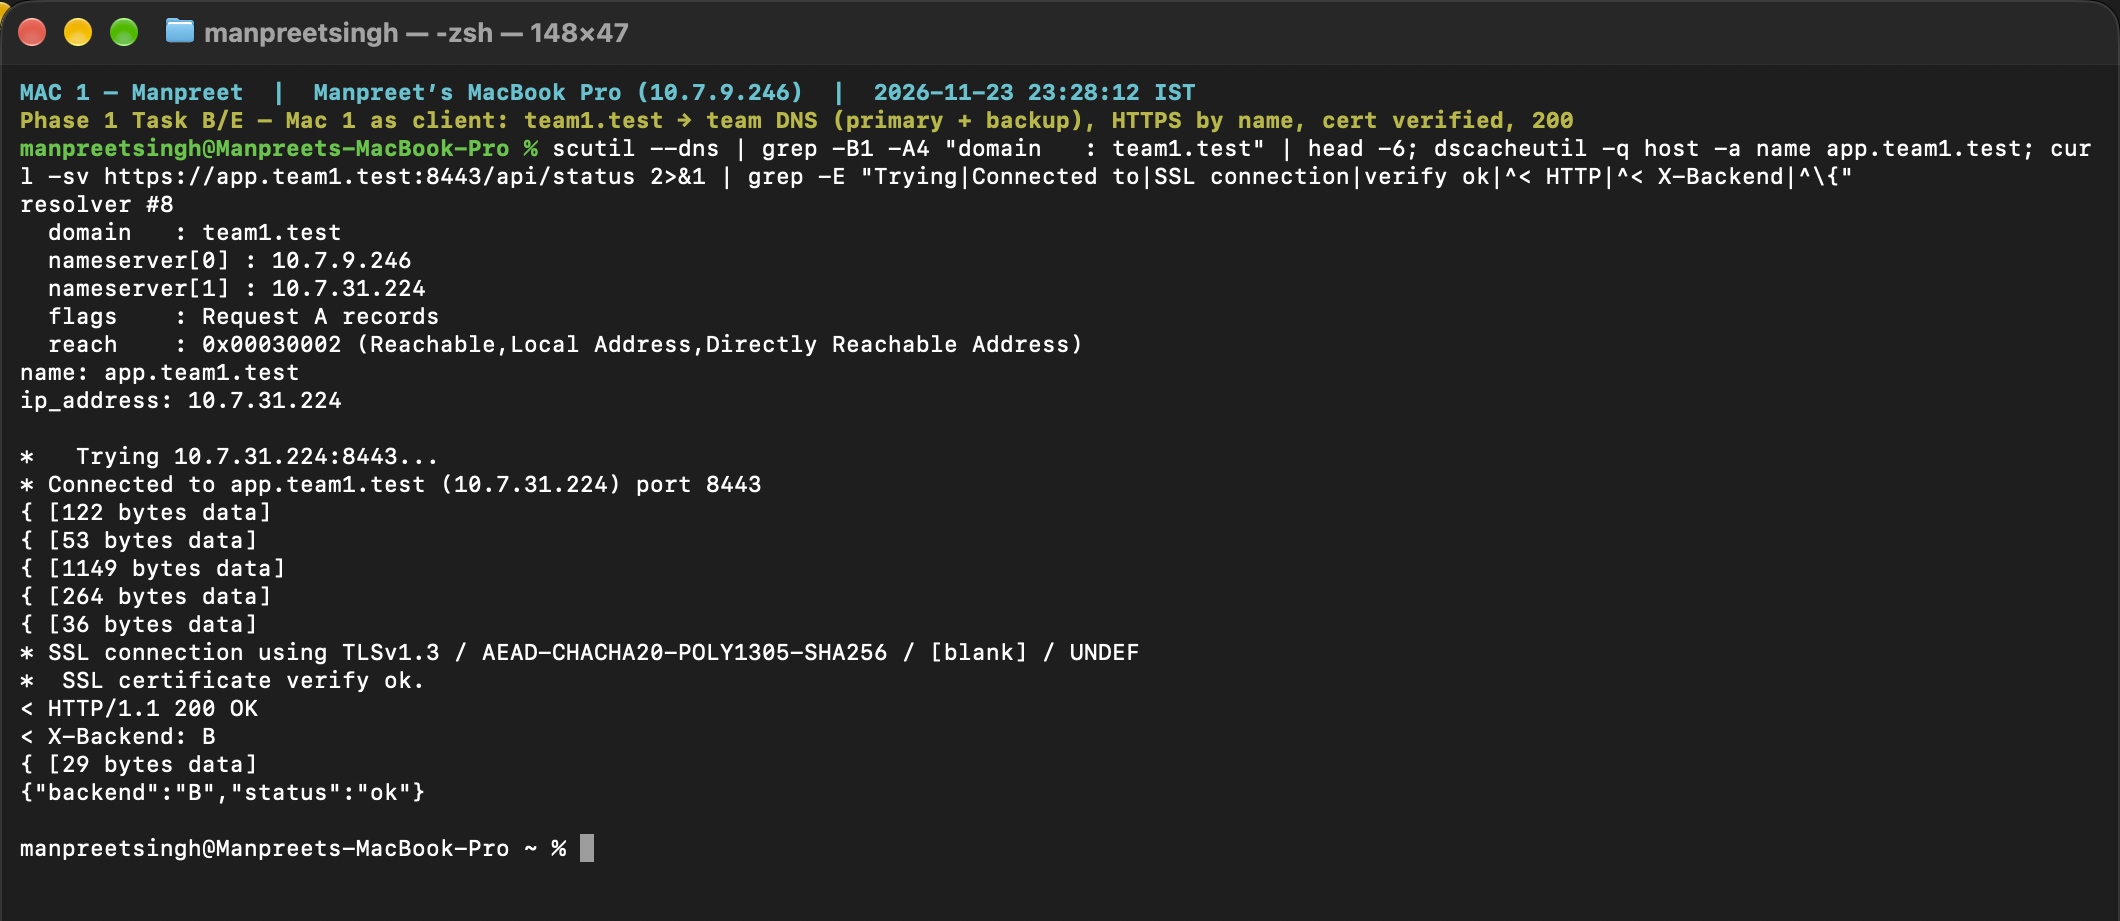 manpreetsingh — -zsh — 148×47
MAC 1 — Manpreet  |  Manpreet’s MacBook Pro (10.7.9.246)  |  2026-11-23 23:28:12 IST
Phase 1 Task B/E — Mac 1 as client: team1.test → team DNS (primary + backup), HTTPS by name, cert verified, 200
manpreetsingh@Manpreets-MacBook-Pro % scutil --dns | grep -B1 -A4 "domain   : team1.test" | head -6; dscacheutil -q host -a name app.team1.test; cur
l -sv https://app.team1.test:8443/api/status 2>&1 | grep -E "Trying|Connected to|SSL connection|verify ok|^< HTTP|^< X-Backend|^\{"
resolver #8
  domain   : team1.test
  nameserver[0] : 10.7.9.246
  nameserver[1] : 10.7.31.224
  flags    : Request A records
  reach    : 0x00030002 (Reachable,Local Address,Directly Reachable Address)
name: app.team1.test
ip_address: 10.7.31.224

*   Trying 10.7.31.224:8443...
* Connected to app.team1.test (10.7.31.224) port 8443
{ [122 bytes data]
{ [53 bytes data]
{ [1149 bytes data]
{ [264 bytes data]
{ [36 bytes data]
* SSL connection using TLSv1.3 / AEAD-CHACHA20-POLY1305-SHA256 / [blank] / UNDEF
*  SSL certificate verify ok.
< HTTP/1.1 200 OK
< X-Backend: B
{ [29 bytes data]
{"backend":"B","status":"ok"}

manpreetsingh@Manpreets-MacBook-Pro ~ %